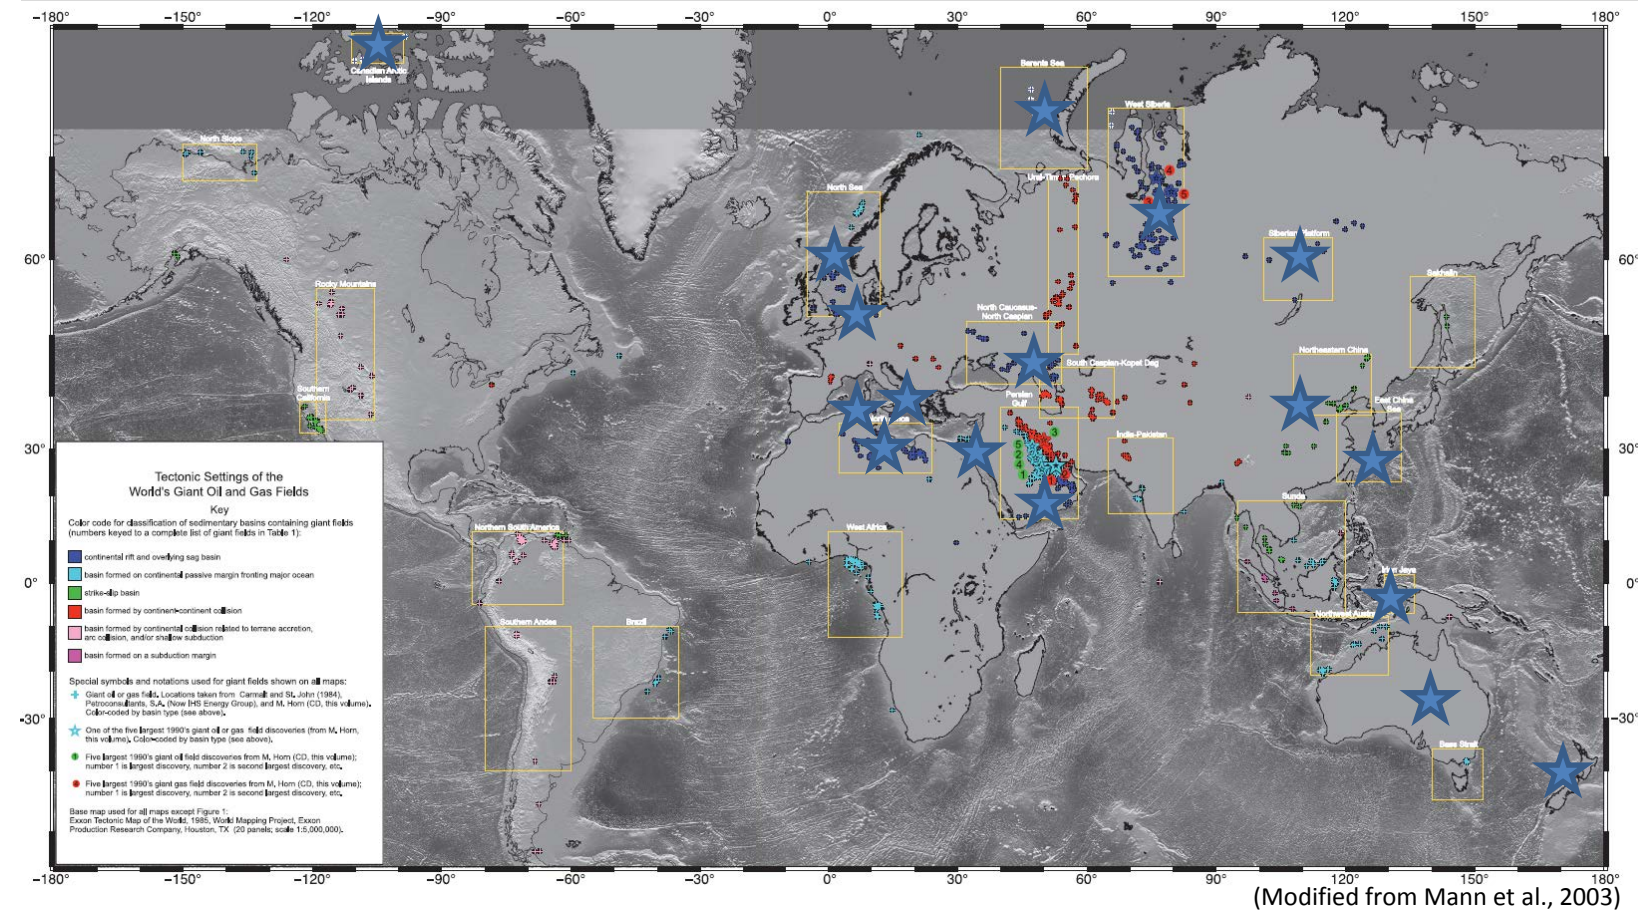 −180° −150° −120° −90° −60° −30° 0° 30° 60° 90° 120° 150° 180°
Canadian Arctic
Islands
Barents Sea
West Siberia
North Slope
Ural-Timan Pechora
North Sea
60° 60°
Siberian Platform
Sakhalin
Rocky Mountains
North Caucasus-
North Caspian
Northeastern China
South Caspian-Kopet Dag
Southern
California
Persian
Gulf
East China
Sea
North Africa
India-Pakistan
30° 30°
Sunda
Northern South America
West Africa
0° 0°
Irian Jaya
Northwest Australia
Southern Andes
Brazil
−30° −30°
Bass Strait
4
5
3
5
2
4
1
1
Tectonic Settings of the
World's Giant Oil and Gas Fields
Key
Color code for classification of sedimentary basins containing giant fields
(numbers keyed to a complete list of giant fields in Table 1):
continental rift and overlying sag basin
basin formed on continental passive margin fronting major ocean
strike-slip basin
basin formed by continent-continent collision
basin formed by continental collision related to terrane accretion,
arc collision, and/or shallow subduction
basin formed on a subduction margin
Special symbols and notations used for giant fields shown on all maps:
Giant oil or gas field. Locations taken from Carmalt and St. John (1984),
Petroconsultants, S.A. (Now IHS Energy Group), and M. Horn (CD, this volume).
Color-coded by basin type (see above).
One of the five largest 1990's giant oil or gas field discoveries (from M. Horn,
this volume). Color-coded by basin type (see above).
Five largest 1990's giant oil field discoveries from M. Horn (CD, this volume);
number 1 is largest discovery, number 2 is second largest discovery, etc.
Five largest 1990's giant gas field discoveries from M. Horn (CD, this volume);
number 1 is largest discovery, number 2 is second largest discovery, etc.
Base map used for all maps except Figure 1:
Exxon Tectonic Map of the World, 1985, World Mapping Project, Exxon
Production Research Company, Houston, TX (20 panels; scale 1:5,000,000).
−180° −150° −120° −90° −60° −30° 0° 30° 60° 90° 120° 150° 180°
(Modified from Mann et al., 2003)